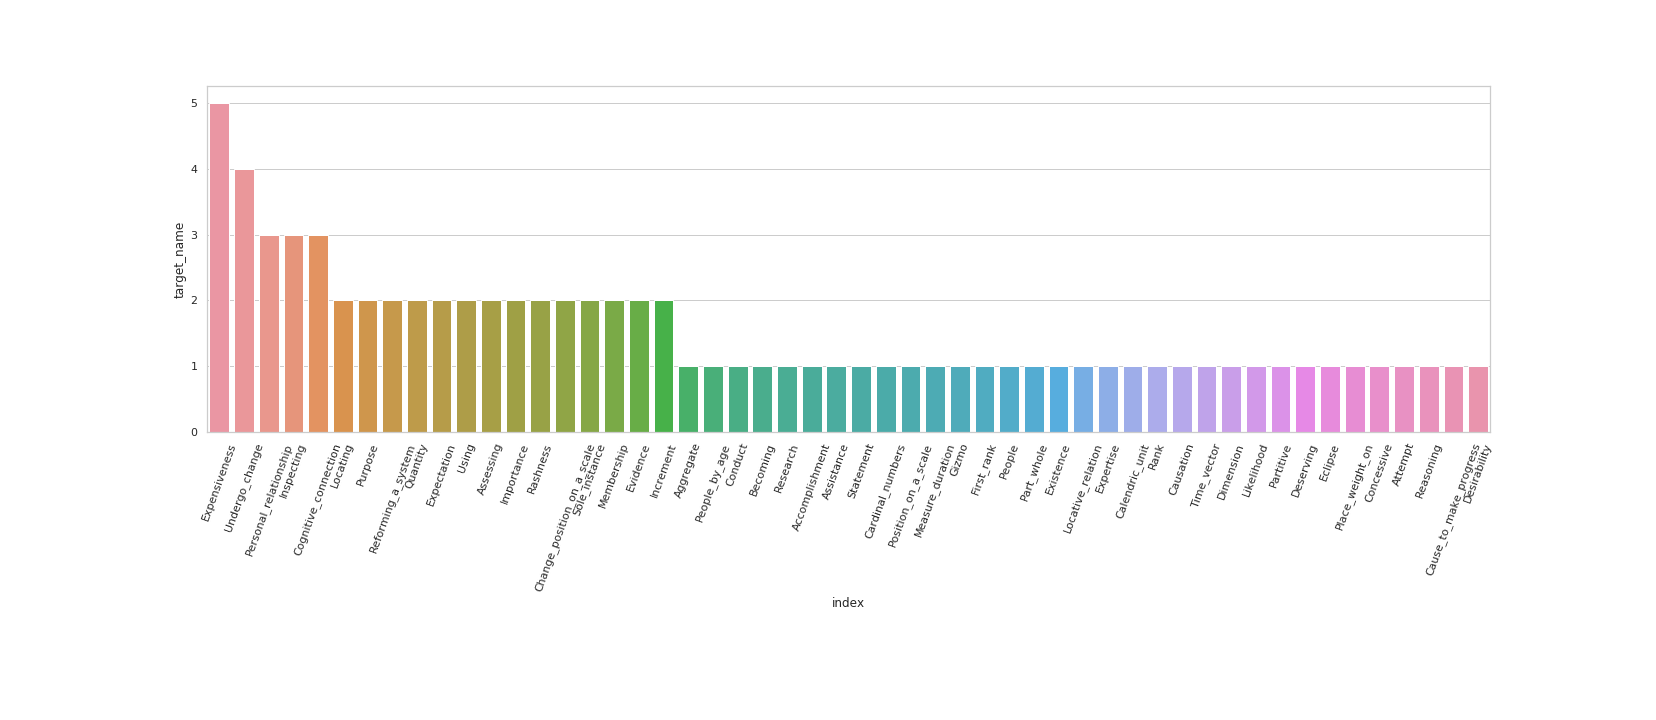 target_name
5
4
3
2
1
0
Expensiveness
Undergo_change
Personal_relationship
Inspecting
Cognitive_connection
Locating
Purpose
Reforming_a_system
Quantity
Expectation
Using
Assessing
Importance
Rashness
Change_position_on_a_scale
Sole_instance
Membership
Evidence
Increment
Aggregate
People_by_age
Conduct
Becoming
Research
Accomplishment
Assistance
Statement
Cardinal_numbers
Position_on_a_scale
Measure_duration
Gizmo
First_rank
People
Part_whole
Existence
Locative_relation
Expertise
Calendric_unit
Rank
Causation
Time_vector
Dimension
Likelihood
Partitive
Deserving
Eclipse
Place_weight_on
Concessive
Attempt
Reasoning
Cause_to_make_progress
Desirability
index